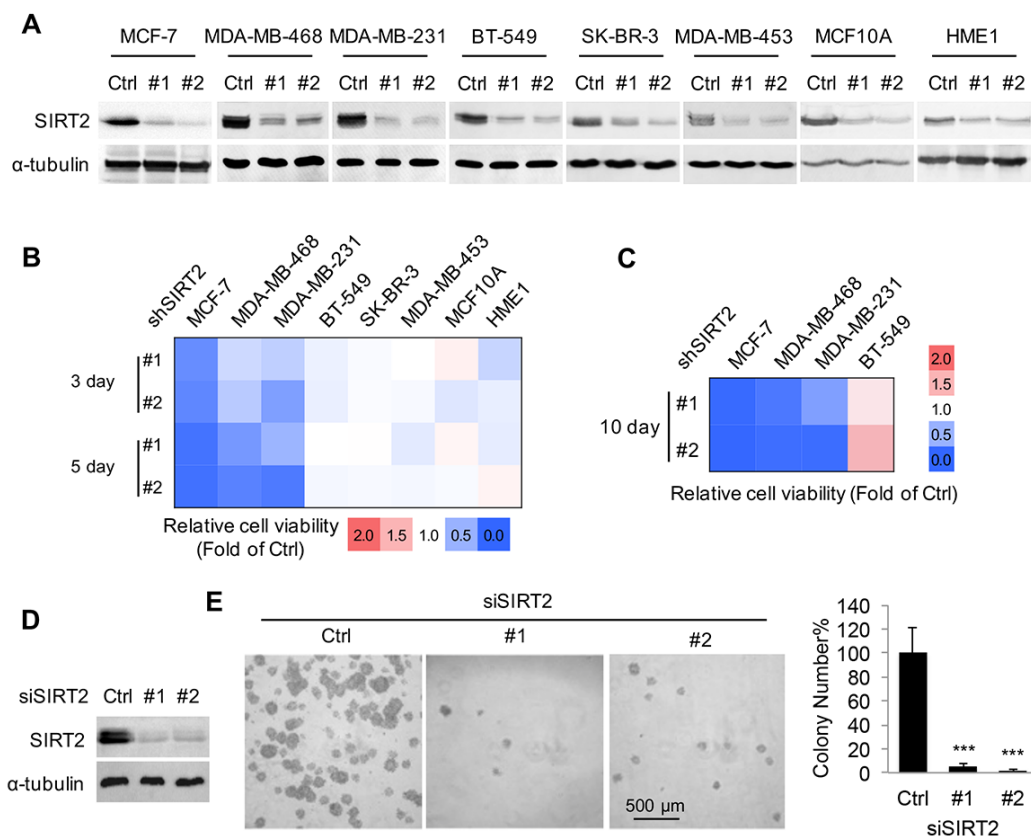 A
MCF-7 MDA-MB-468 MDA-MB-231 BT-549 SK-BR-3 MDA-MB-453 MCF10A HME1
Ctrl #1 #2 Ctrl #1 #2 Ctrl #1 #2 Ctrl #1 #2 Ctrl #1 #2 Ctrl #1 #2 Ctrl #1 #2 Ctrl #1 #2
SIRT2
α-tubulin
B
shSIRT2 MCF-7 MDA-MB-468 MDA-MB-231 BT-549 SK-BR-3 MDA-MB-453 MCF10A HME1
3 day
#1
#2
5 day
#1
#2
Relative cell viability
(Fold of Ctrl)
2.0 1.5 1.0 0.5 0.0
C
shSIRT2 MCF-7 MDA-MB-468 MDA-MB-231 BT-549
10 day
#1
#2
2.0
1.5
1.0
0.5
0.0
Relative cell viability (Fold of Ctrl)
D
siSIRT2 Ctrl #1 #2
SIRT2
α-tubulin
E
siSIRT2
Ctrl #1 #2
500 µm
Colony Number%
140
120
100
80
60
40
20
0
*** ***
Ctrl #1 #2
siSIRT2